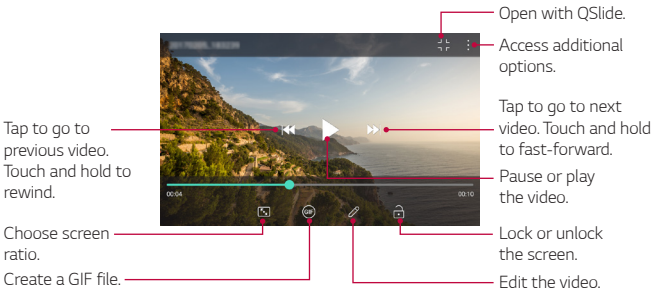 Open with QSlide.
Access additional
options.
Tap to go to next
video. Touch and hold
to fast-forward.
Pause or play
the video.
Lock or unlock
the screen.
Edit the video.
Tap to go to
previous video.
Touch and hold to
rewind.
Choose screen
ratio.
Create a GIF file.
00:04
00:10
GIF